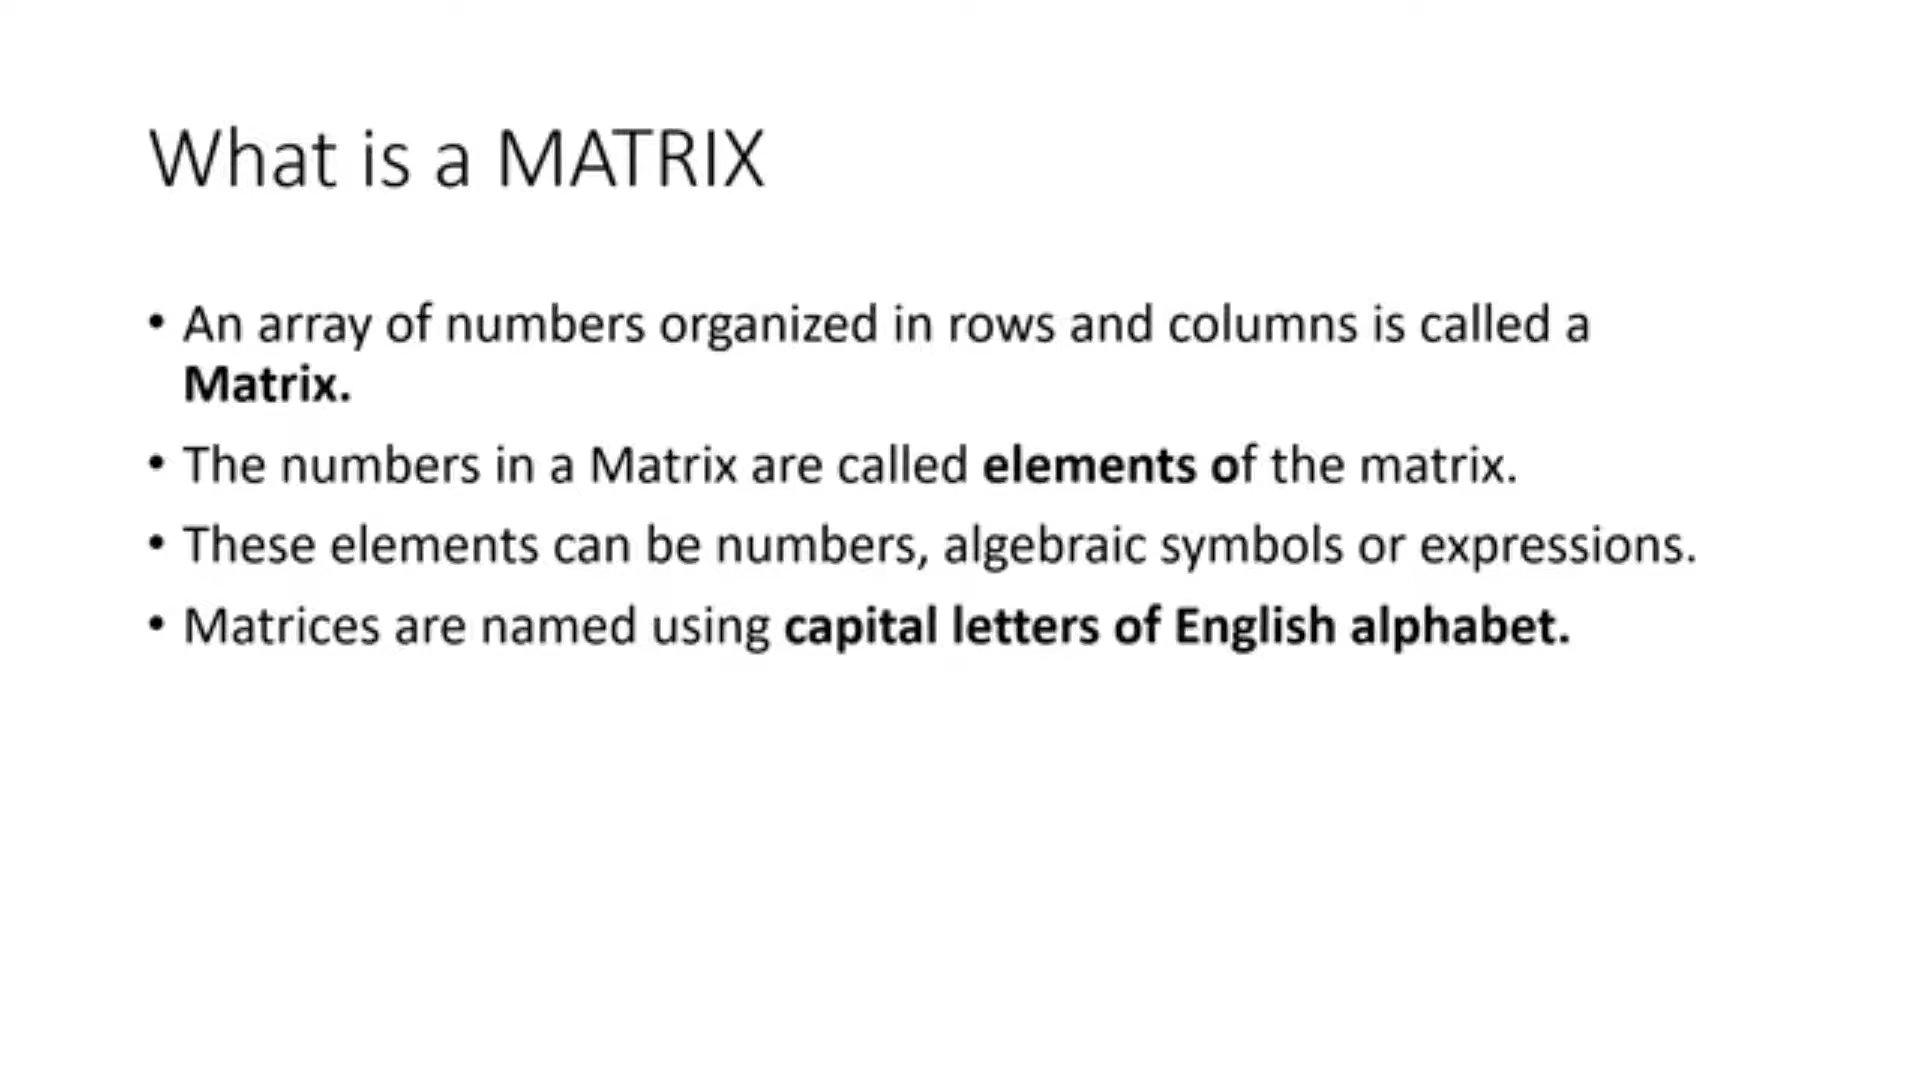 What is a MATRIX
• An array of numbers organized in rows and columns is called a
Matrix.
• The numbers in a Matrix are called elements of the matrix.
• These elements can be numbers, algebraic symbols or expressions.
• Matrices are named using capital letters of English alphabet.